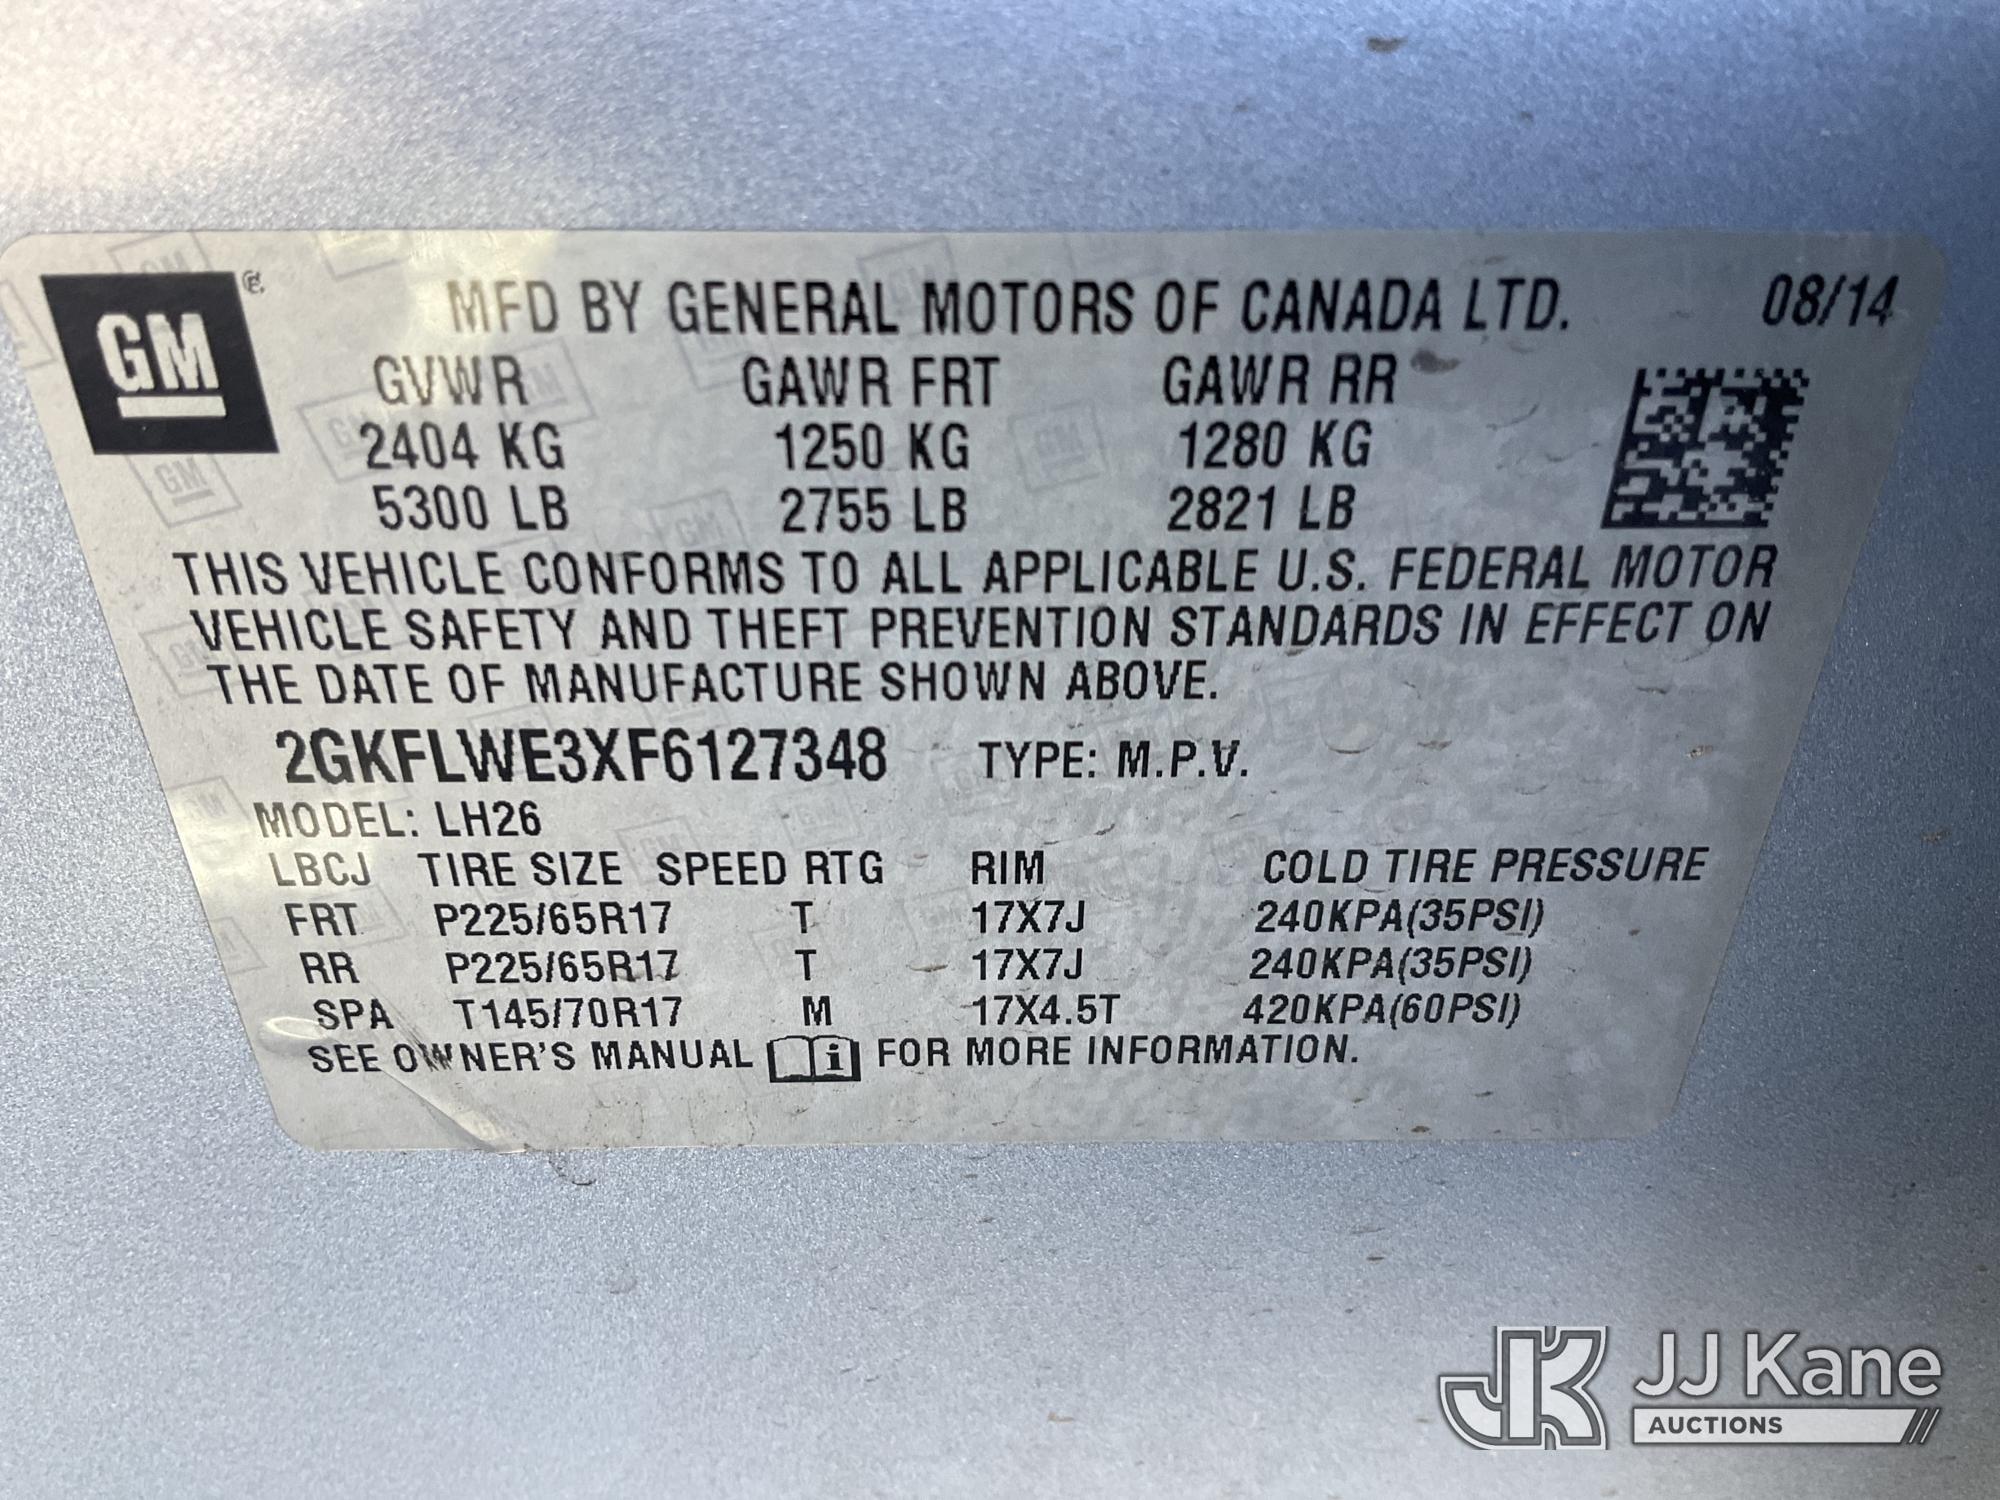 GM
MFD BY GENERAL MOTORS OF CANADA LTD. 08/14
GVWR GAWR FRT GAWR RR
2404 KG 1250 KG 1280 KG
5300 LB 2755 LB 2821 LB
THIS VEHICLE CONFORMS TO ALL APPLICABLE U.S. FEDERAL MOTOR
VEHICLE SAFETY AND THEFT PREVENTION STANDARDS IN EFFECT ON
THE DATE OF MANUFACTURE SHOWN ABOVE.
2GKFLWE3XF6127348 TYPE: M.P.V.
MODEL: LH26
LBCJ TIRE SIZE SPEED RTG RIM COLD TIRE PRESSURE
FRT P225/65R17 T 17X7J 240KPA(35PSI)
RR P225/65R17 T 17X7J 240KPA(35PSI)
SPA T145/70R17 M 17X4.5T 420KPA(60PSI)
SEE OWNER'S MANUAL i FOR MORE INFORMATION.
JK JJ Kane
AUCTIONS